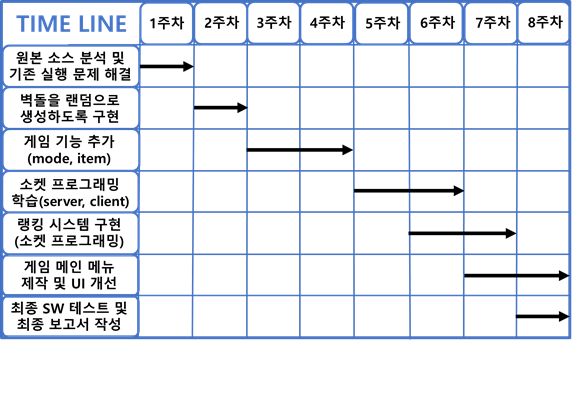 TIME LINE 1주차 2주차 3주차 4주차 5주차 6주차 7주차 8주차
원본 소스 분석 및
기존 실행 문제 해결
벽돌을 랜덤으로
생성하도록 구현
게임 기능 추가
(mode, item)
소켓 프로그래밍
학습(server, client)
랭킹 시스템 구현
(소켓 프로그래밍)
게임 메인 메뉴
제작 및 UI 개선
최종 SW 테스트 및
최종 보고서 작성